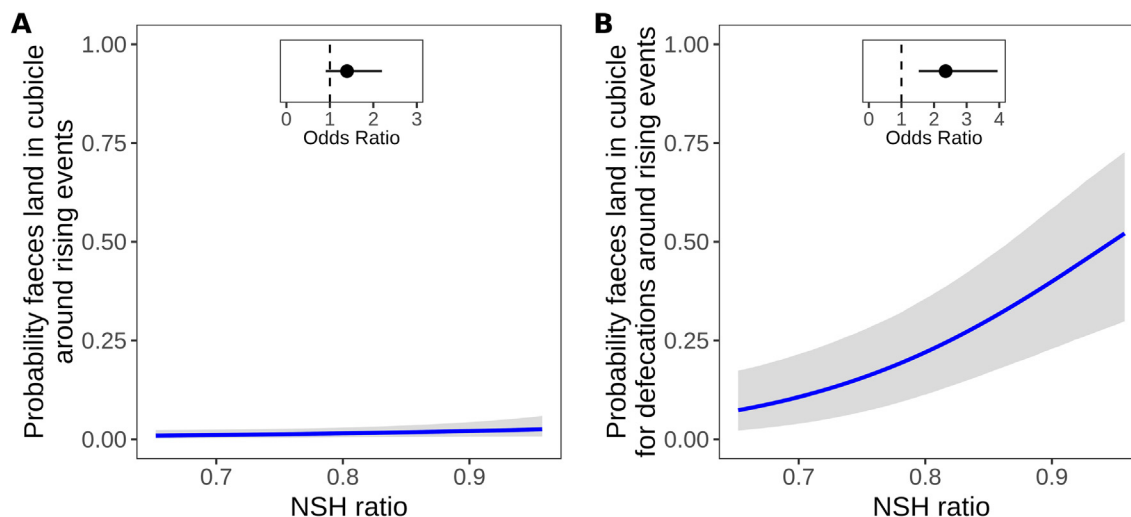 A
Probability faeces land in cubicle
around rising events
1.00
0.75
0.50
0.25
0.00
0 1 2 3
Odds Ratio
0.7 0.8 0.9
NSH ratio
B
Probability faeces land in cubicle
for defecations around rising events
1.00
0.75
0.50
0.25
0.00
0 1 2 3 4
Odds Ratio
0.7 0.8 0.9
NSH ratio